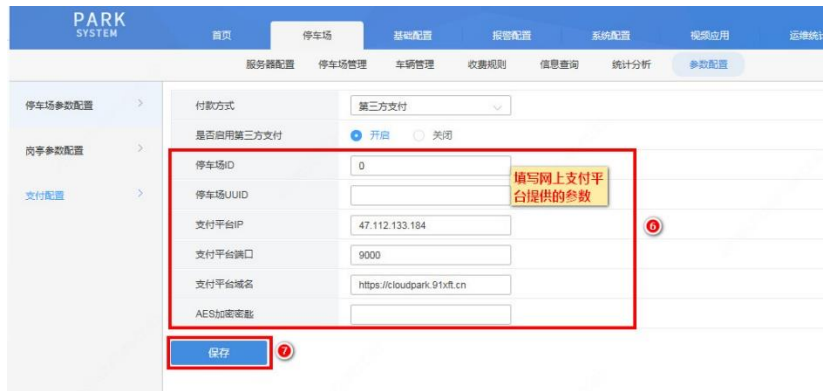 PARK
SYSTEM
首页 停车场 基础配置 报警配置 系统配置 视频应用 运维统计
服务器配置 停车场管理 车辆管理 收费规则 信息查询 统计分析 参数配置
停车场参数配置
岗亭参数配置
支付配置
付款方式 第三方支付
是否启用第三方支付 开启 关闭
停车场ID 0
填写网上支付平
台提供的参数
停车场UUID
支付平台IP 47.112.133.184
6
支付平台端口 9000
支付平台域名 https://cloudpark.91xft.cn
AES加密密匙
保存 7